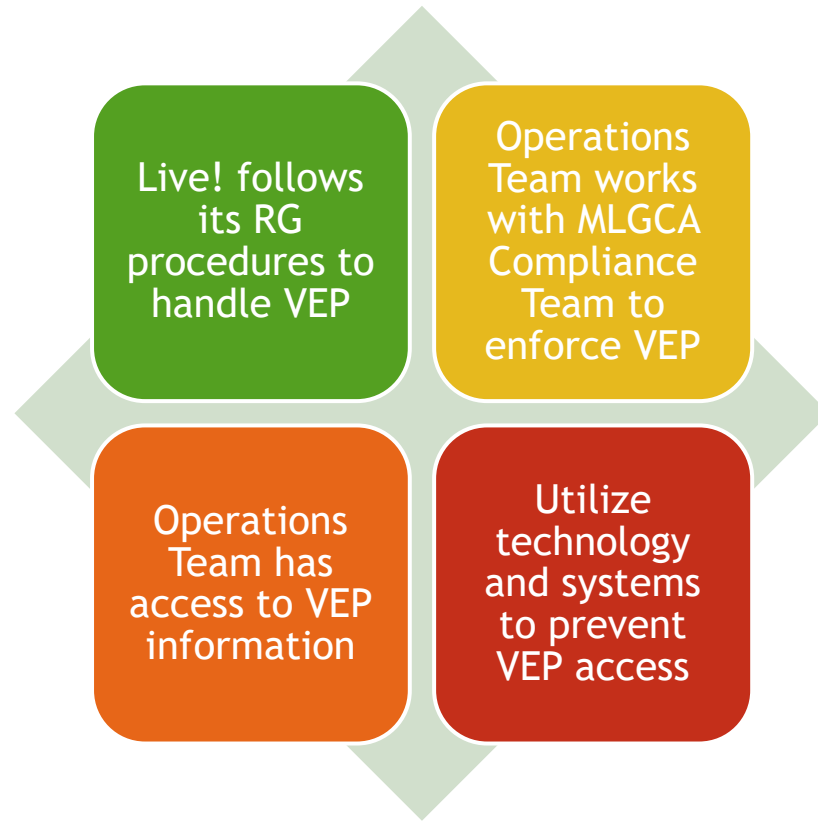 Live! follows
its RG
procedures to
handle VEP
Operations
Team works
with MLGCA
Compliance
Team to
enforce VEP
Operations
Team has
access to VEP
information
Utilize
technology
and systems
to prevent
VEP access